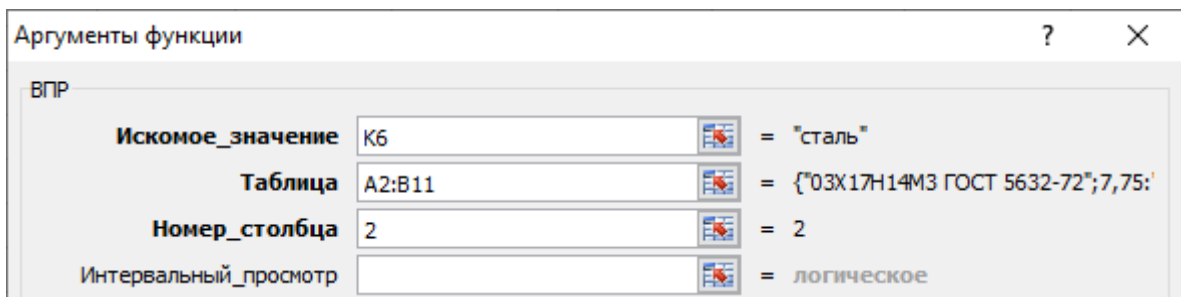 Аргументы функции ? ×
ВПР
Искомое_значение K6 = "сталь"
Таблица A2:B11 = {"03Х17Н14М3 ГОСТ 5632-72";7,75:"
Номер_столбца 2 = 2
Интервальный_просмотр = логическое